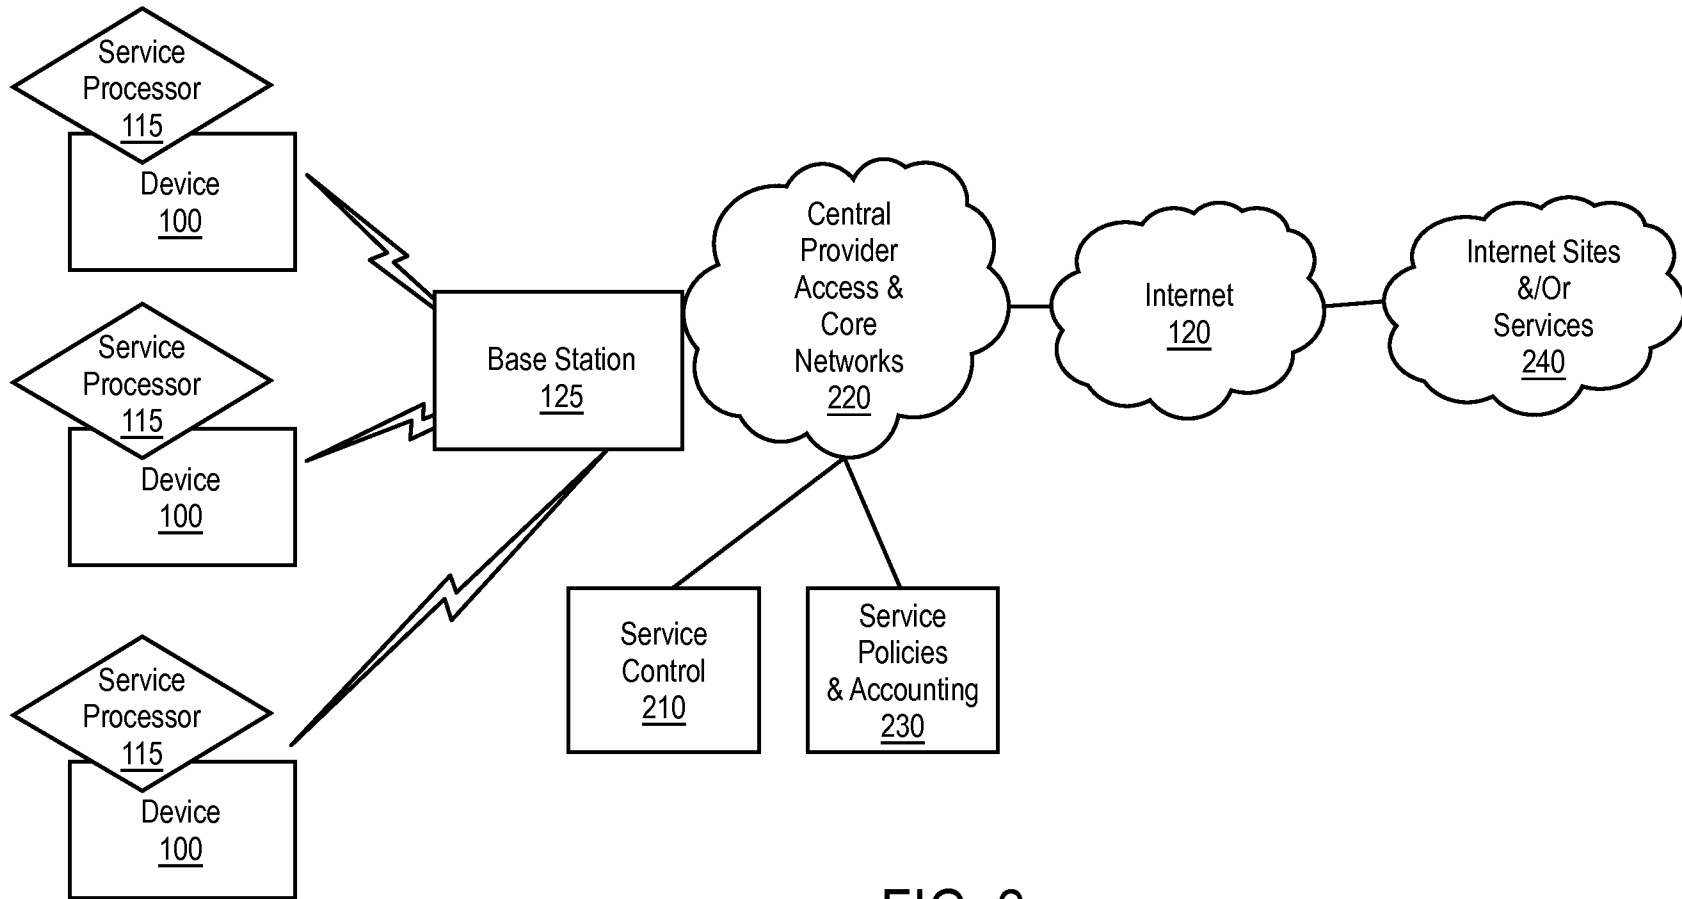 Service
Processor
115
Device
100
Service
Processor
115
Device
100
Service
Processor
115
Device
100
Base Station
125
Central
Provider
Access &
Core
Networks
220
Internet
120
Internet Sites
&/Or
Services
240
Service
Control
210
Service
Policies
& Accounting
230
FIG.